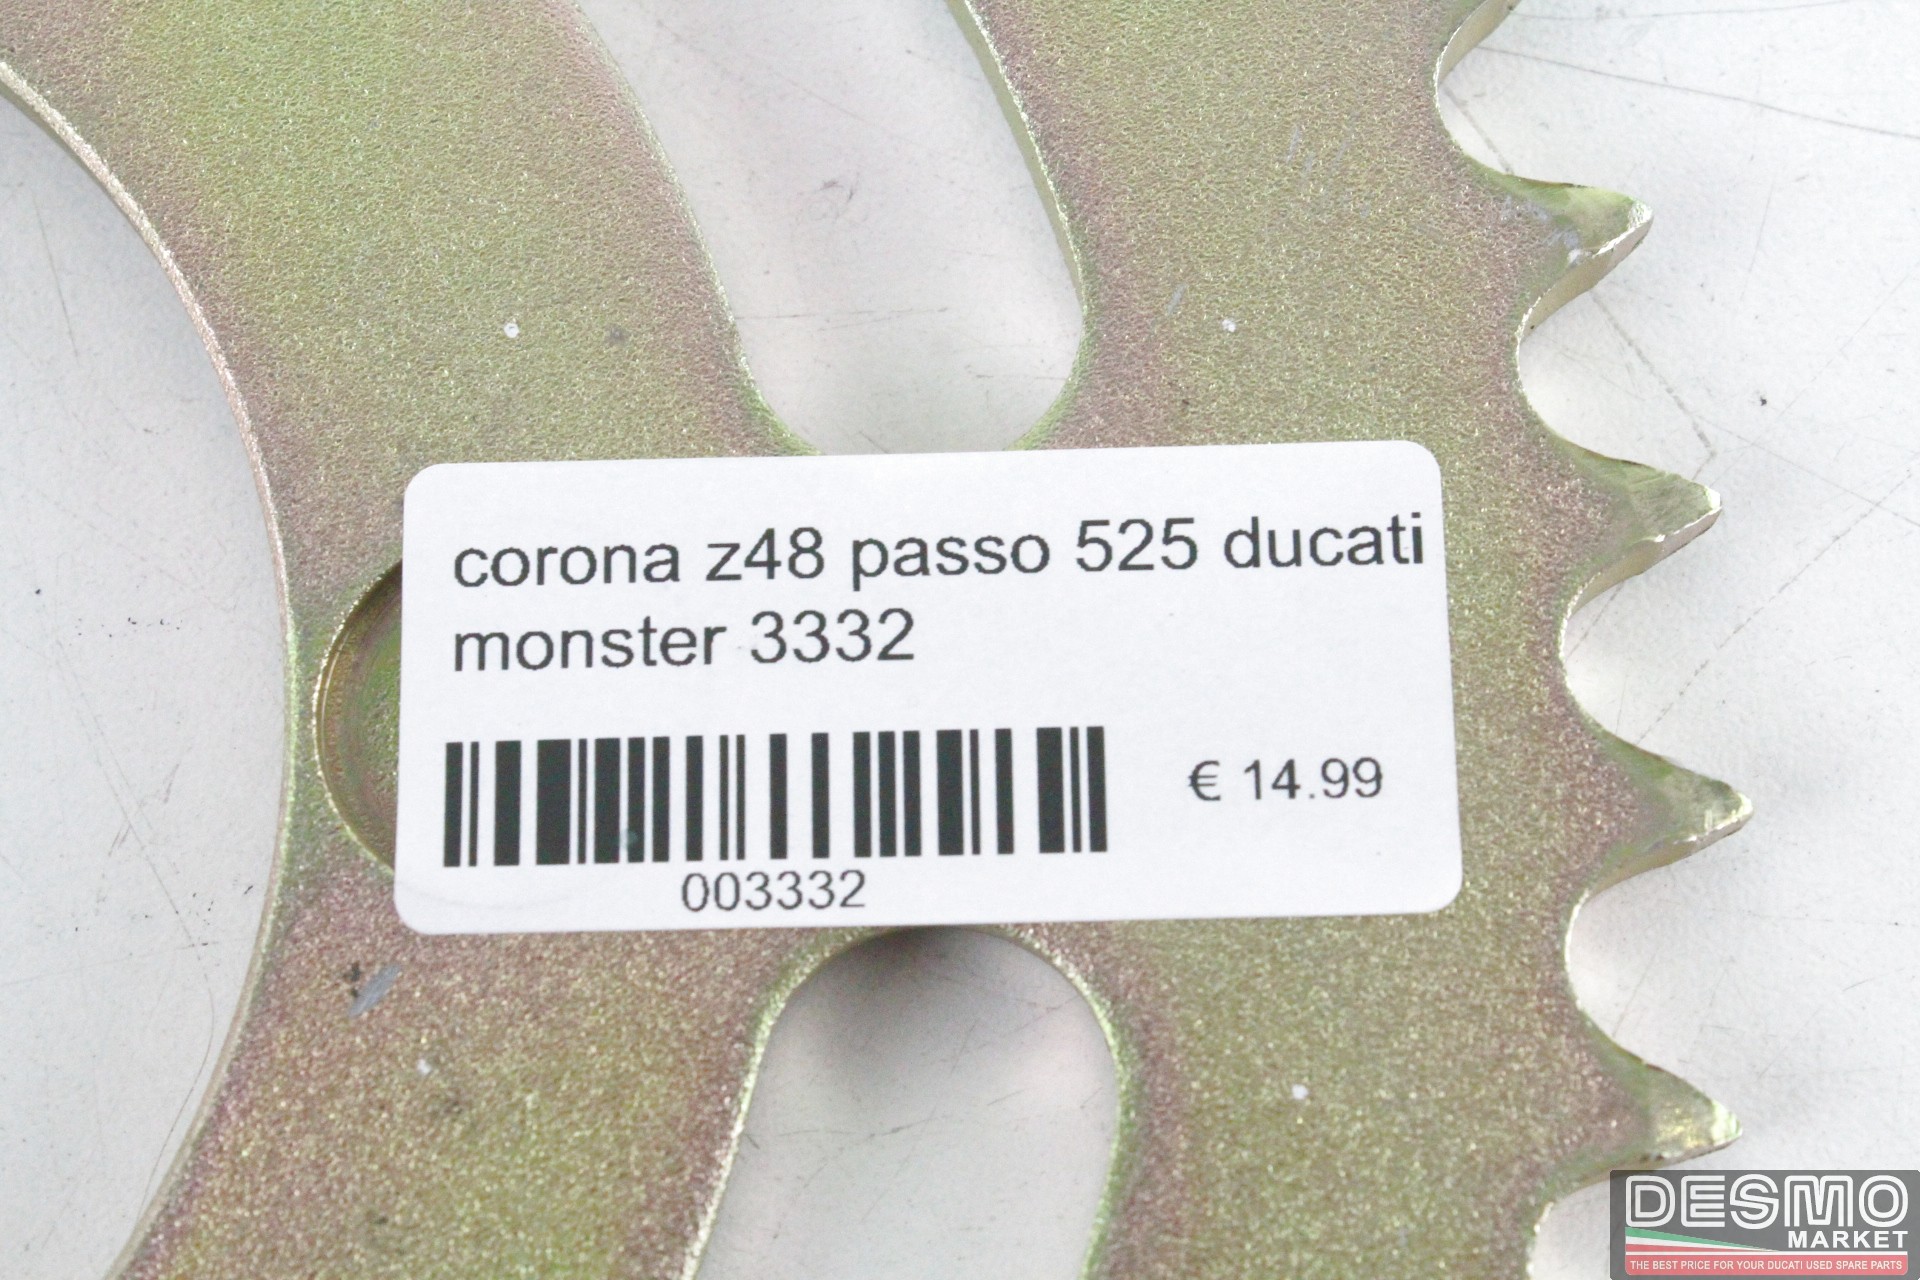 corona z48 passo 525 ducati
monster 3332
€ 14.99
003332
DESMO
MARKET
THE BEST PRICE FOR YOUR DUCATI USED SPARE PARTS